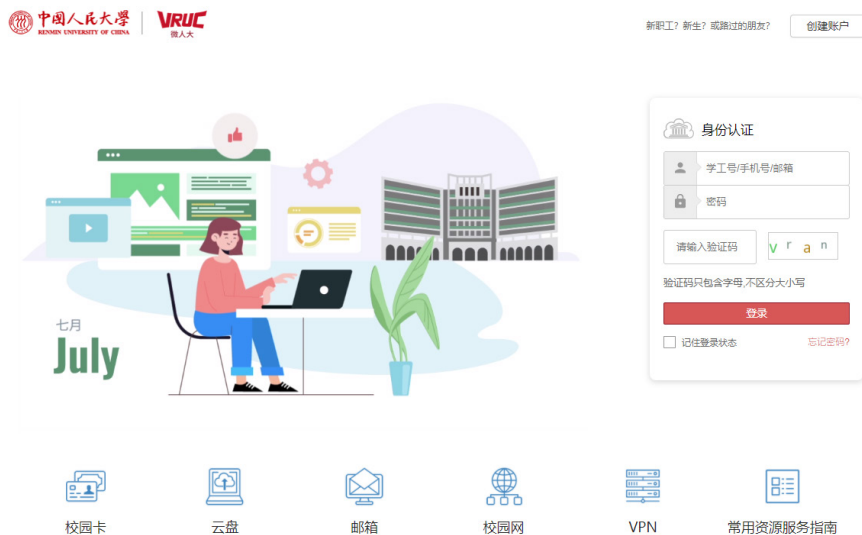 中国人民大学
RENMIN UNIVERSITY OF CHINA
VRUC
微人大
新职工？新生？或路过的朋友?
创建账户
身份认证
学工号/手机号/邮箱
密码
请输入验证码
v r a n
验证码只包含字母,不区分大小写
登录
记住登录状态
忘记密码?
七月
July
校园卡
云盘
邮箱
校园网
VPN
常用资源服务指南